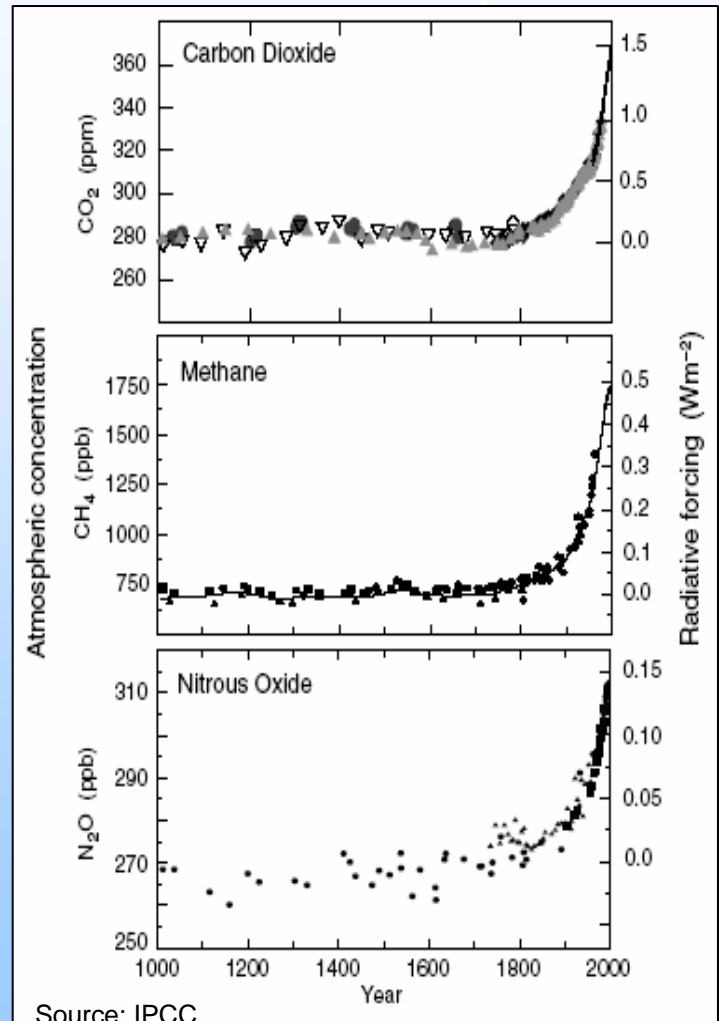 Carbon Dioxide
360
340
320
300
280
260
CO₂ (ppm)
1.5
1.0
0.5
0.0
Methane
1750
1500
1250
1000
750
CH₄ (ppb)
0.5
0.4
0.3
0.2
0.1
0.0
Nitrous Oxide
310
290
270
250
N₂O (ppb)
0.15
0.10
0.05
0.0
Atmospheric concentration
Radiative forcing (Wm⁻²)
1000 1200 1400 1600 1800 2000
Year
Source: IPCC